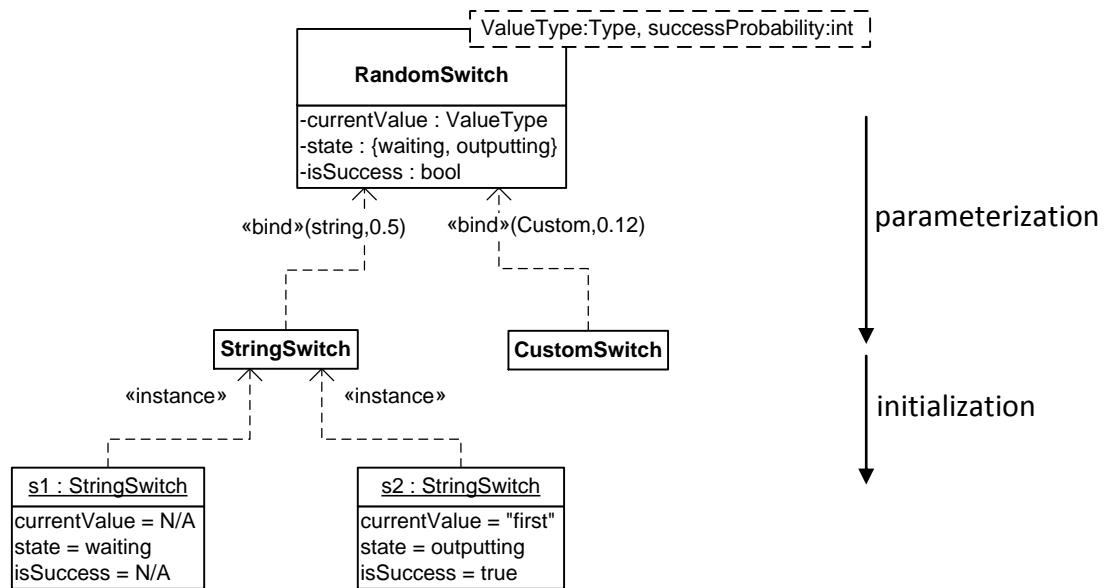 ValueType:Type, successProbability:int
RandomSwitch
-currentValue : ValueType
-state : {waiting, outputting}
-isSuccess : bool
«bind»(string,0.5)
«bind»(Custom,0.12)
parameterization
StringSwitch
CustomSwitch
«instance»
«instance»
initialization
s1 : StringSwitch
currentValue = N/A
state = waiting
isSuccess = N/A
s2 : StringSwitch
currentValue = "first"
state = outputting
isSuccess = true